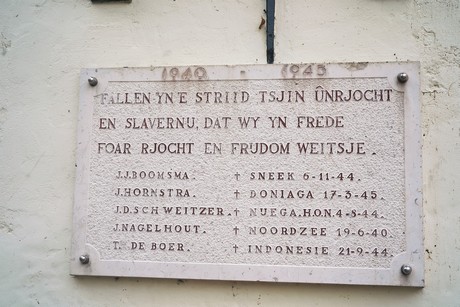 1940 - 1945
FALLEN YN'E STRIID TSJIN ÛNRJOCHT
EN SLAVERNIJ, DAT WY YN FREDE
FOAR RJOCHT EN FRIJDOM WEITSJE.
J.J.BOOMSMA. † SNEEK 6-11-44.
J.HORNSTRA. † DONIAGA 17-3-45.
J.D.SCHWEITZER. † NUEGA.H.O.N. 4-8-44.
J.NAGELHOUT. † NOORDZEE 19-6-40.
T. DE BOER. † INDONESIE 21-9-44.